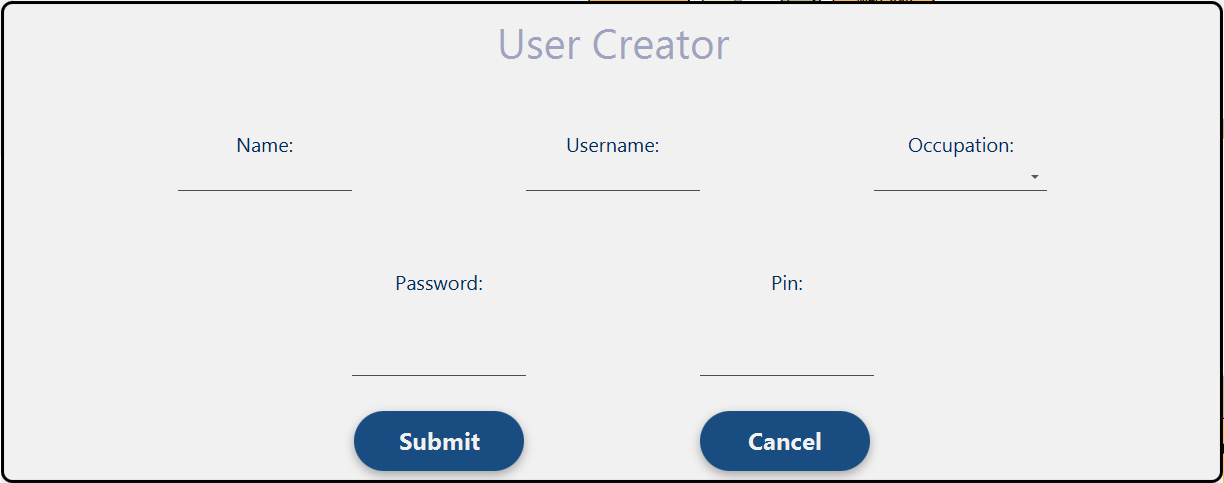 User Creator
Name: Username: Occupation:
Password: Pin:
Submit Cancel